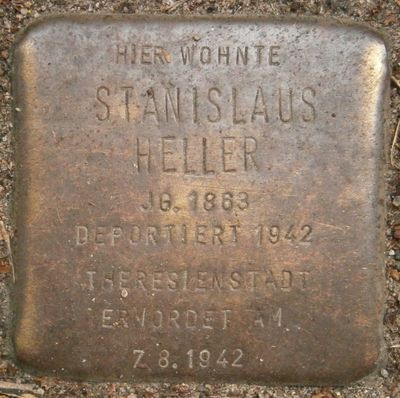 HIER WOHNTE
STANISLAUS
HELLER
JG. 1863
DEPORTIERT 1942
THERESIENSTADT
ERMORDET AM
7.8.1942